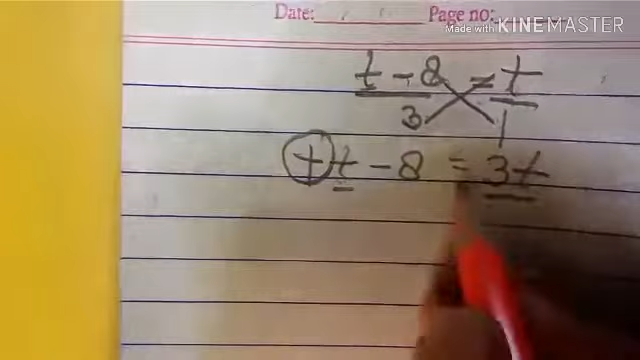 Date: Page no:
Made with KINEMASTER
t - 8 = t
3 1
+ t - 8 = 3t